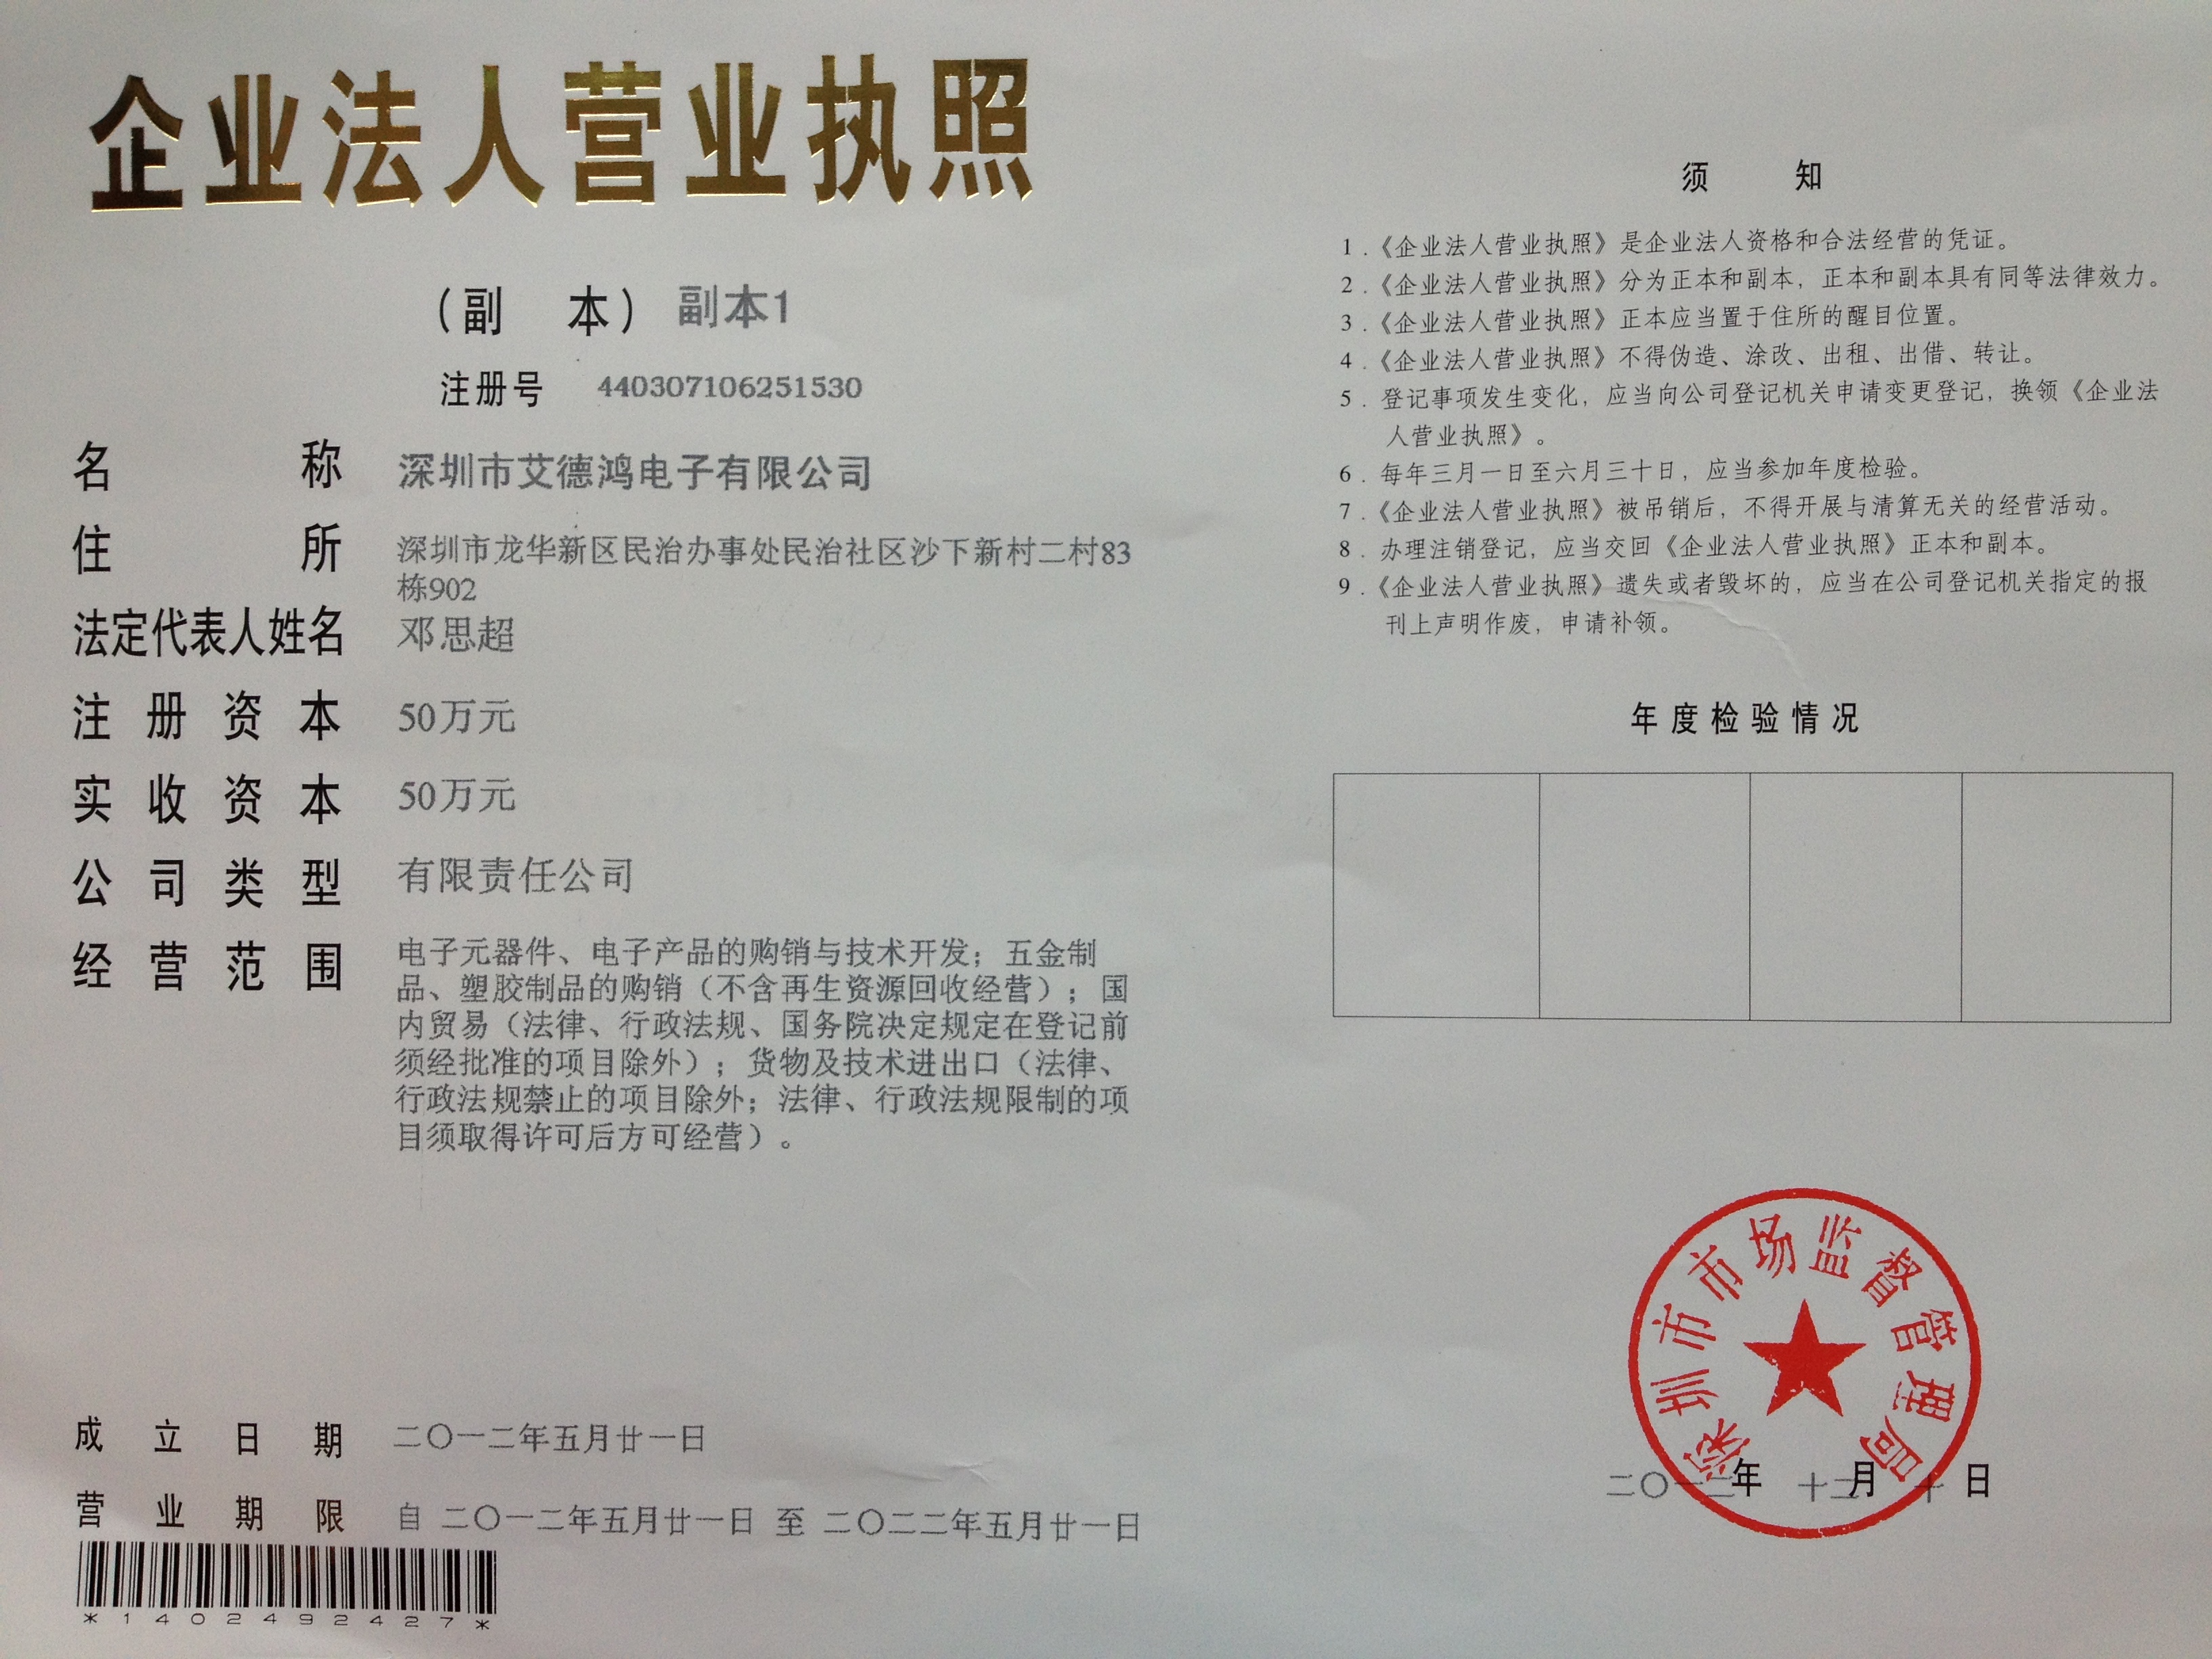 企业法人营业执照
（副 本） 副本1
注册号 440307106251530
名 称 深圳市艾德鸿电子有限公司
住 所 深圳市龙华新区民治办事处民治社区沙下新村二村83
栋902
法定代表人姓名 邓思超
注册资本 50万元
实收资本 50万元
公司类型 有限责任公司
经营范围 电子元器件、电子产品的购销与技术开发；五金制
品、塑胶制品的购销（不含再生资源回收经营）；国
内贸易（法律、行政法规、国务院决定规定在登记前
须经批准的项目除外）；货物及技术进出口（法律、
行政法规禁止的项目除外；法律、行政法规限制的项
目须取得许可后方可经营）。
成立日期 二〇一二年五月廿一日
营业期限 自 二〇一二年五月廿一日 至 二〇二二年五月廿一日
*1402492427*
须 知
1．《企业法人营业执照》是企业法人资格和合法经营的凭证。
2．《企业法人营业执照》分为正本和副本，正本和副本具有同等法律效力。
3．《企业法人营业执照》正本应当置于住所的醒目位置。
4．《企业法人营业执照》不得伪造、涂改、出租、出借、转让。
5．登记事项发生变化，应当向公司登记机关申请变更登记，换领《企业法
人营业执照》。
6．每年三月一日至六月三十日，应当参加年度检验。
7．《企业法人营业执照》被吊销后，不得开展与清算无关的经营活动。
8．办理注销登记，应当交回《企业法人营业执照》正本和副本。
9．《企业法人营业执照》遗失或者毁坏的，应当在公司登记机关指定的报
刊上声明作废，申请补领。
年度检验情况
深圳市市场监督管理局
二〇一二年 十二月 十日